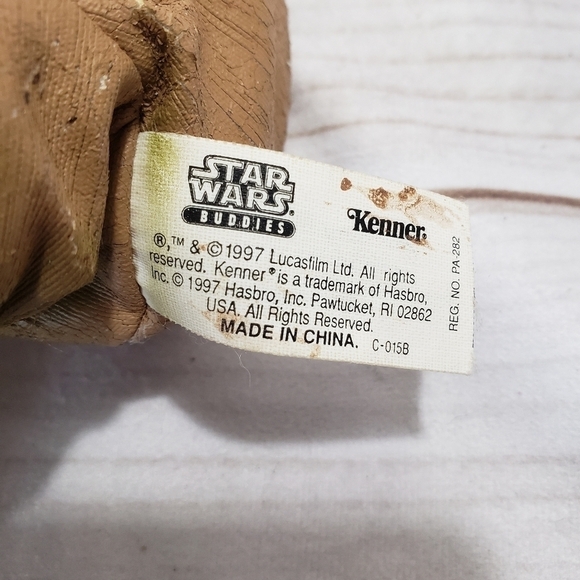 STAR
WARS
BUDDIES
Kenner®
®,™ & © 1997 Lucasfilm Ltd. All rights
reserved. Kenner® is a trademark of Hasbro,
Inc. © 1997 Hasbro, Inc. Pawtucket, RI 02862
USA. All Rights Reserved.
MADE IN CHINA. C-015B
REG. NO. PA-282